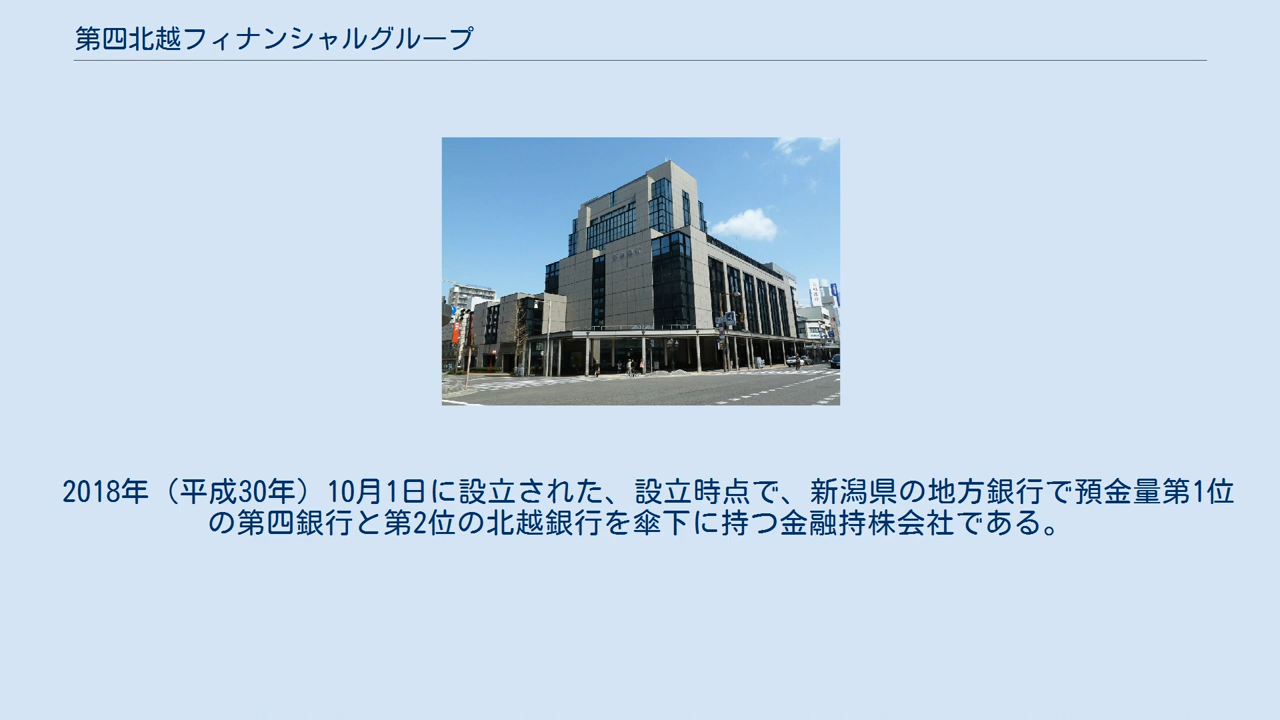 第四北越フィナンシャルグループ
2018年（平成30年）10月1日に設立された、設立時点で、新潟県の地方銀行で預金量第1位
の第四銀行と第2位の北越銀行を傘下に持つ金融持株会社である。